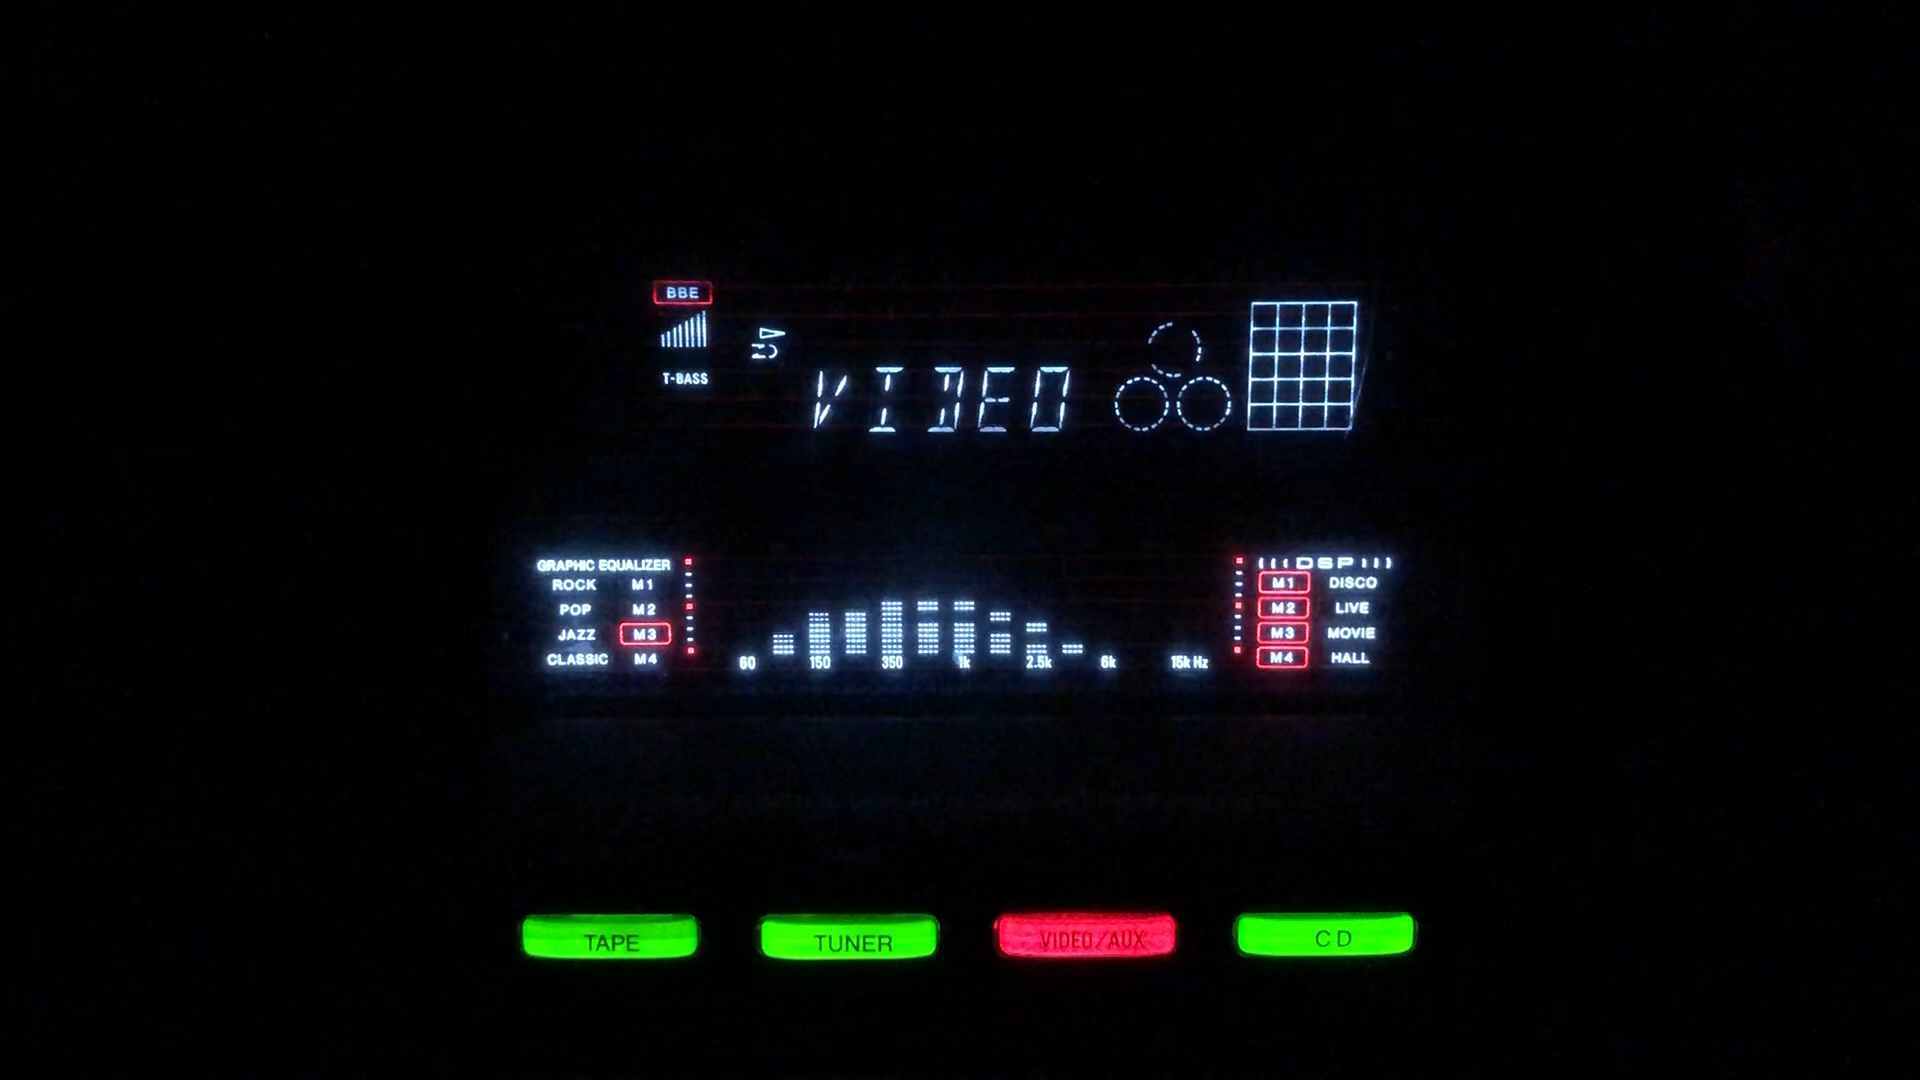 BBE
T-BASS
VIDEO
GRAPHIC EQUALIZER
ROCK M1
POP M2
JAZZ M3
CLASSIC M4
60 150 350 1k 2.5k 6k 15k Hz
DSP
M1 DISCO
M2 LIVE
M3 MOVIE
M4 HALL
TAPE TUNER VIDEO/AUX CD